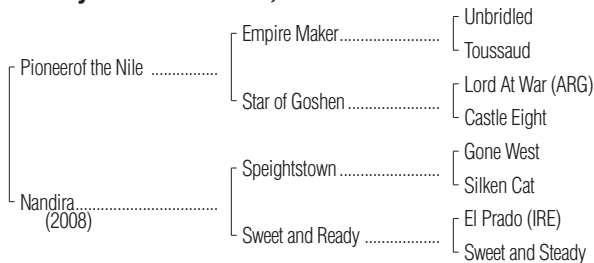 Unbridled
Empire Maker....................
Toussaud
Pioneerof the Nile ...............
Lord At War (ARG)
Star of Goshen...................
Castle Eight
Gone West
Speightstown....................
Silken Cat
Nandira................................
(2008)
El Prado (IRE)
Sweet and Ready ...............
Sweet and Steady